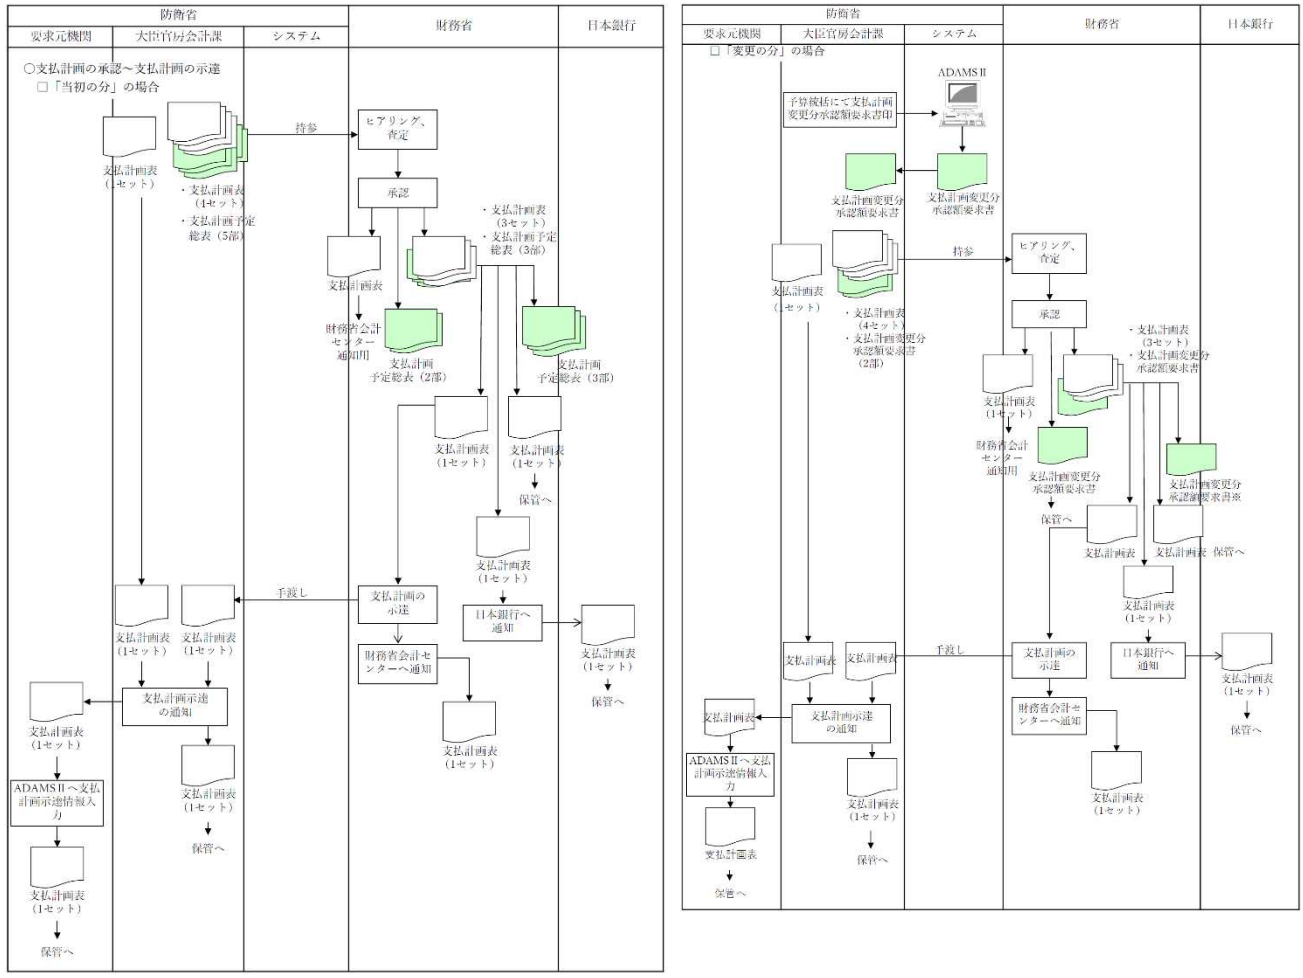 防衛省
財務省
日本銀行
要求元機関
大臣官房会計課
システム
〇支払計画の承認～支払計画の示達
□「当初の分」の場合
支払計画表
(1セット)
・支払計画表
(4セット)
・支払計画予定
総表(5部)
持参
ヒアリング、
査定
承認
・支払計画表
(3セット)
・支払計画予定
総表(3部)
支払計画表
財務省会計
センター
通知用
支払計画
予定総表(2部)
支払計画
予定総表(3部)
支払計画表
(1セット)
支払計画表
(1セット)
保管へ
支払計画表
(1セット)
手渡し
支払計画の
示達
日本銀行へ
通知
支払計画表
(1セット)
支払計画表
(1セット)
支払計画表
(1セット)
保管へ
財務省会計セ
ンターへ通知
支払計画示達
の通知
支払計画表
(1セット)
支払計画表
(1セット)
ADAMSⅡへ支払
計画示達情報入
力
支払計画表
(1セット)
保管へ
支払計画表
(1セット)
保管へ
防衛省
財務省
日本銀行
要求元機関
大臣官房会計課
システム
□「変更の分」の場合
ADAMSⅡ
予算統括にて支払計画
変更分承認額要求書印
支払計画変更分
承認額要求書
支払計画変更分
承認額要求書
支払計画表
(1セット)
・支払計画表
(4セット)
・支払計画変更分
承認額要求書
(2部)
持参
ヒアリング、
査定
承認
・支払計画表
(3セット)
・支払計画変更分
承認額要求書
支払計画表
(1セット)
財務省会計
センター
通知用
支払計画変更分
承認額要求書
保管へ
支払計画変更分
承認額要求書※
支払計画表
支払計画表
保管へ
支払計画表
(1セット)
手渡し
支払計画の
示達
日本銀行へ
通知
支払計画表
(1セット)
保管へ
支払計画表
支払計画表
財務省会計セ
ンターへ通知
支払計画表
(1セット)
支払計画示達
の通知
支払計画表
ADAMSⅡへ支払
計画示達情報入
力
支払計画表
保管へ
支払計画表
(1セット)
保管へ